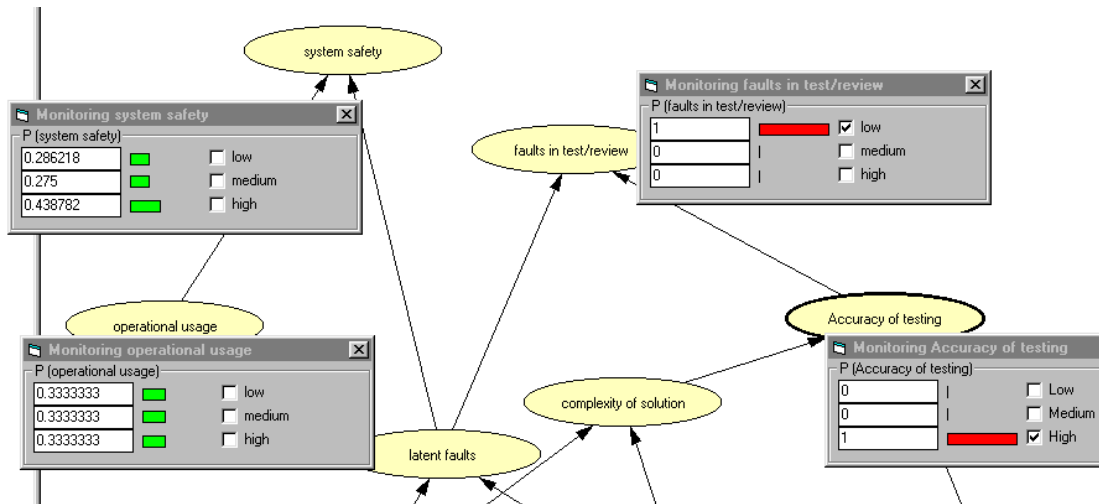 system safety
Monitoring system safety
P (system safety)
0.286218 low
0.275 medium
0.438782 high
Monitoring faults in test/review
P (faults in test/review)
1 low
0 medium
0 high
faults in test/review
operational usage
Monitoring operational usage
P (operational usage)
0.3333333 low
0.3333333 medium
0.3333333 high
Accuracy of testing
Monitoring Accuracy of testing
P (Accuracy of testing)
0 Low
0 Medium
1 High
complexity of solution
latent faults